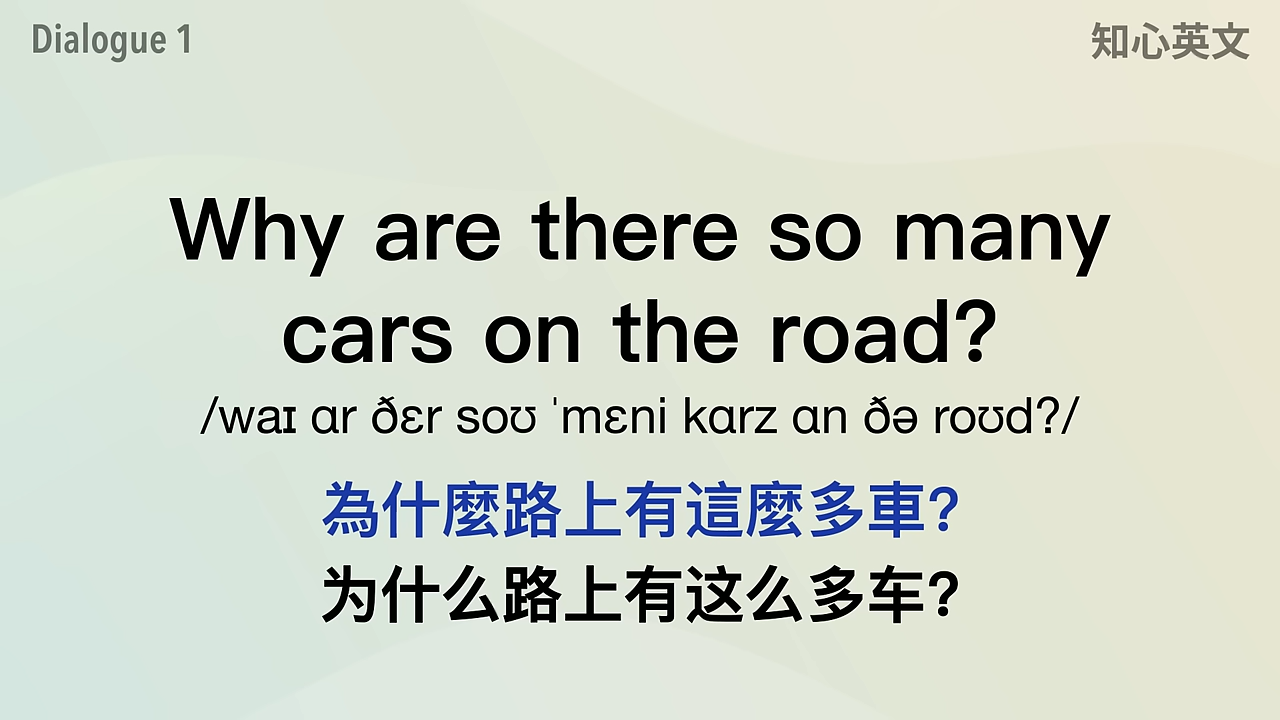 Dialogue 1
知心英文
Why are there so many
cars on the road?
/waɪ ɑr ðɛr soʊ ˈmɛni kɑrz ɑn ðə roʊd?/
為什麼路上有這麼多車?
为什么路上有这么多车?